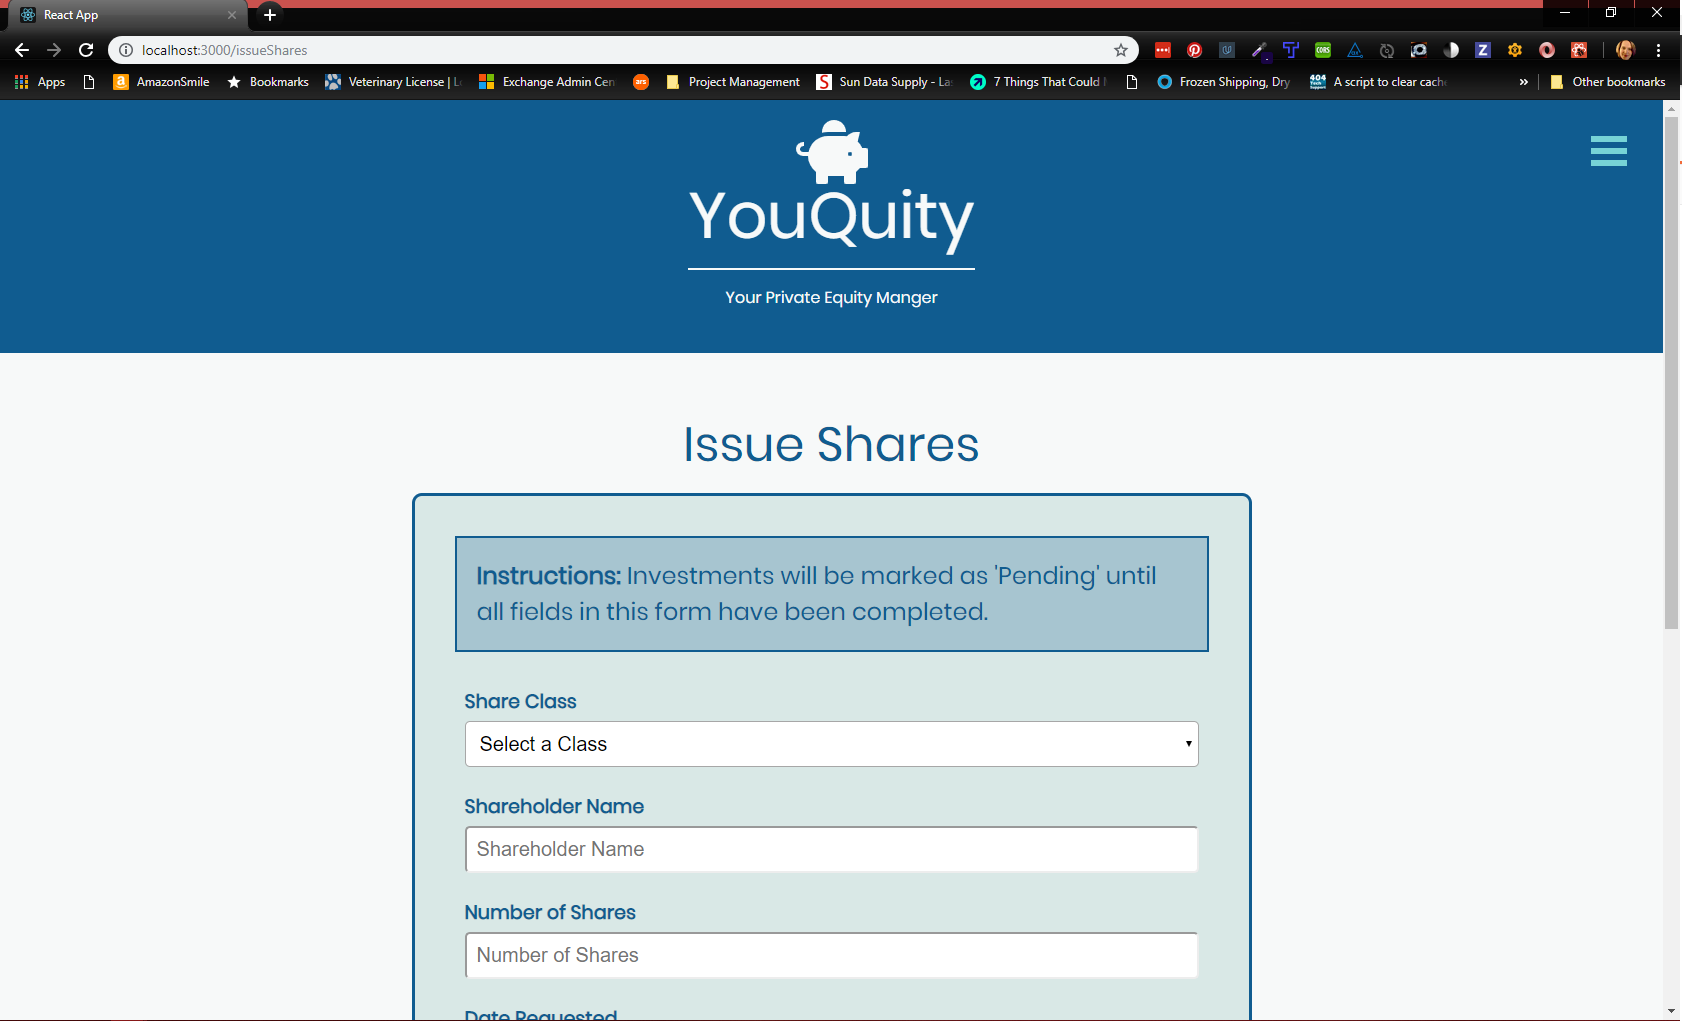 React App
localhost:3000/issueShares
Apps
AmazonSmile
Bookmarks
Veterinary License |
Exchange Admin Cen
ars
Project Management
S
Sun Data Supply - La
7 Things That Could
Frozen Shipping, Dry
404
A script to clear cache
»
Other bookmarks
YouQuity
Your Private Equity Manger
Issue Shares
Instructions: Investments will be marked as 'Pending' until
all fields in this form have been completed.
Share Class
Select a Class
Shareholder Name
Shareholder Name
Number of Shares
Number of Shares
Date Requested